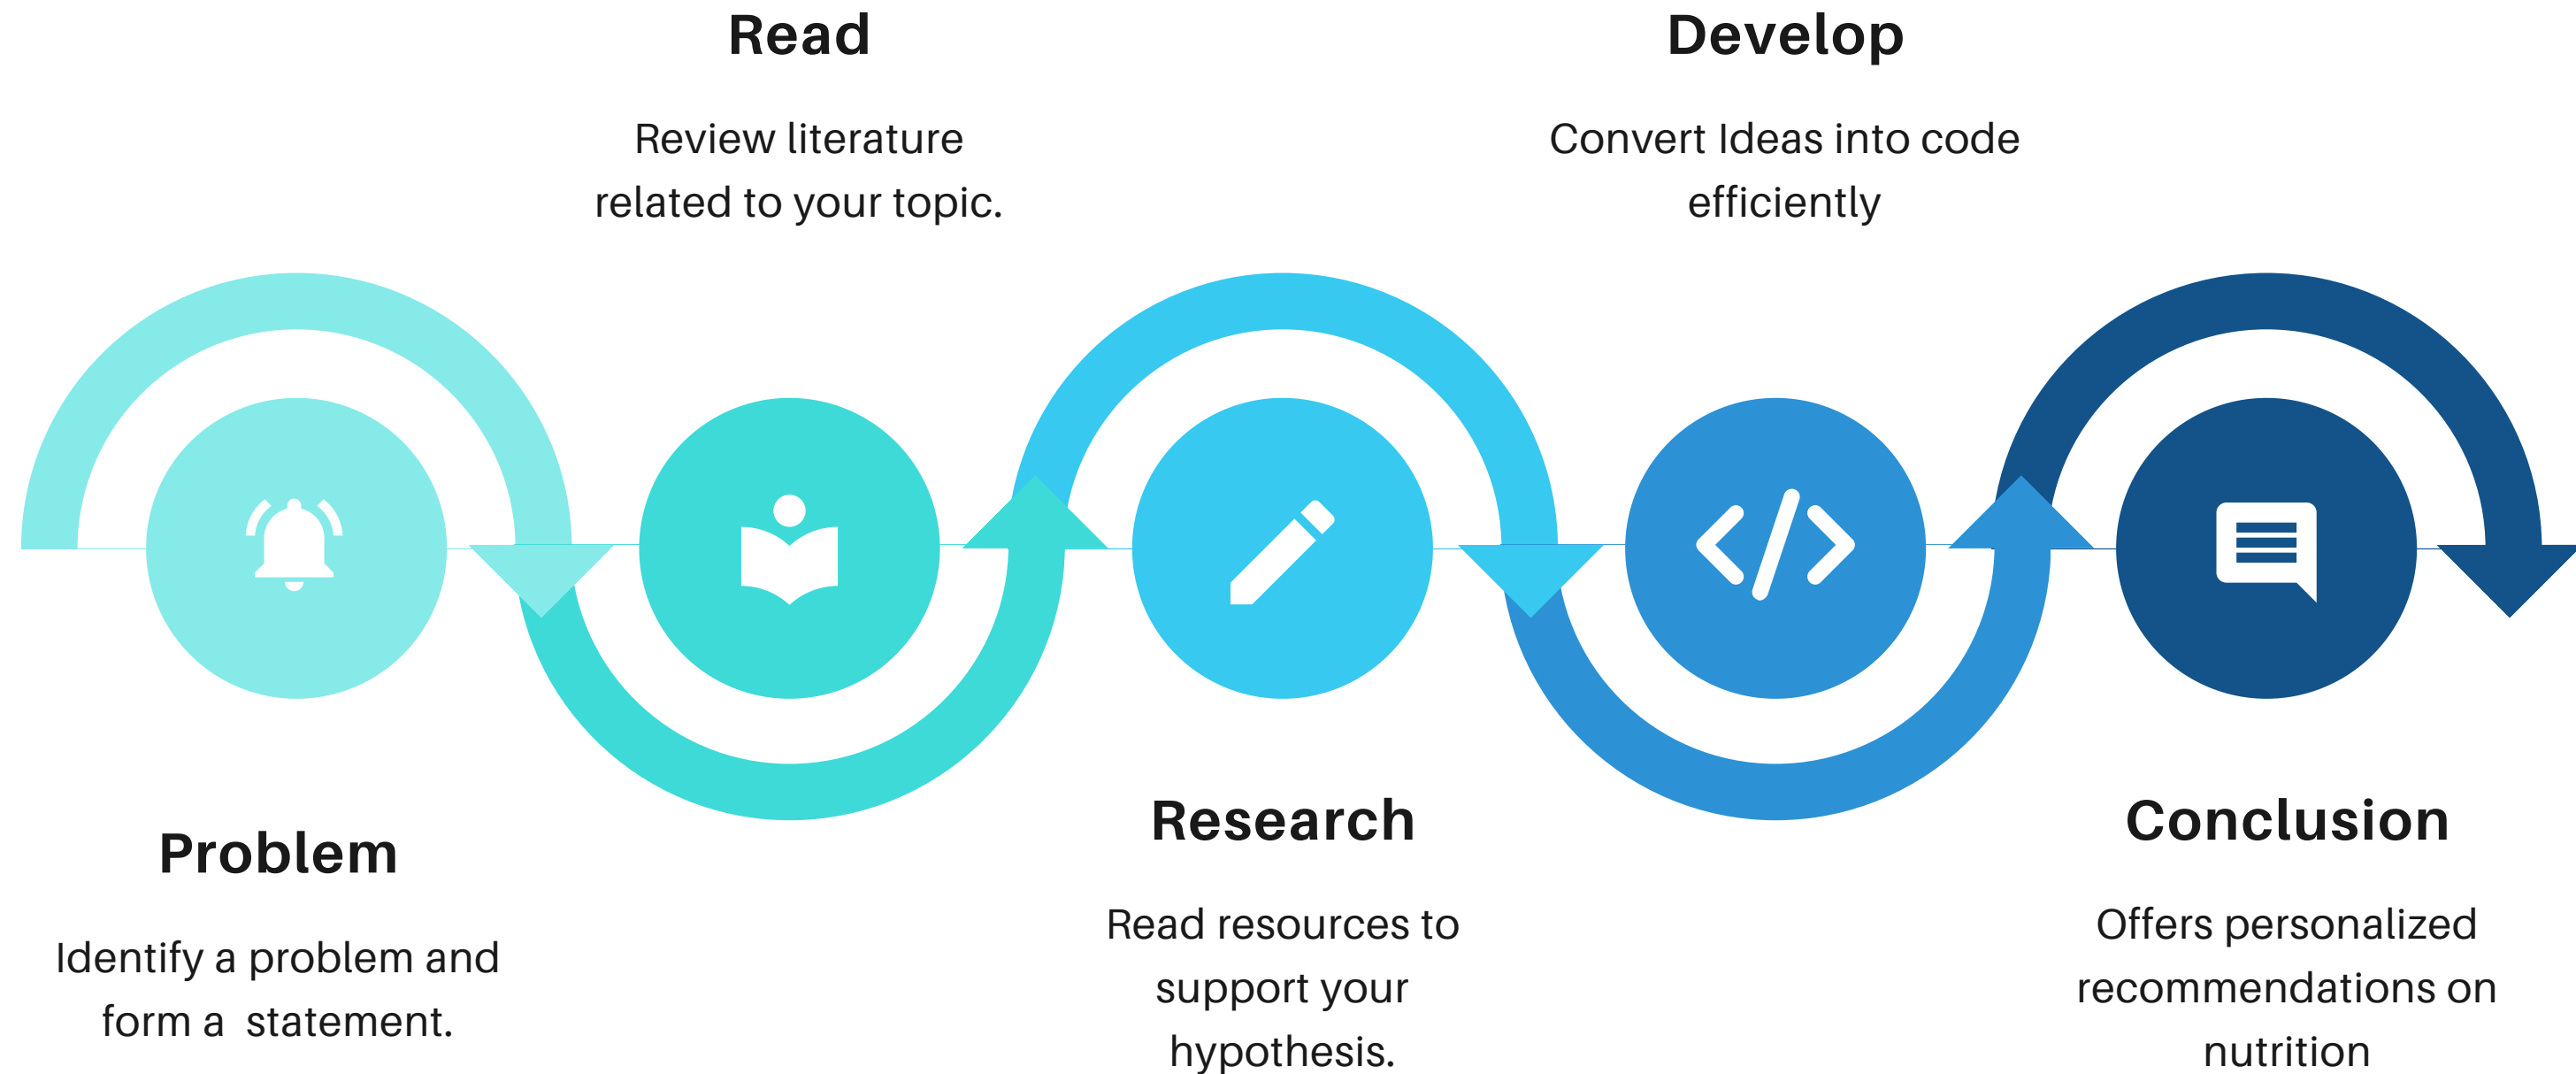 Problem
Identify a problem and
form a  statement.
Read
Review literature
related to your topic.
Research
Read resources to
support your
hypothesis.
Develop
Convert Ideas into code
efficiently
Conclusion
Offers personalized
recommendations on
nutrition